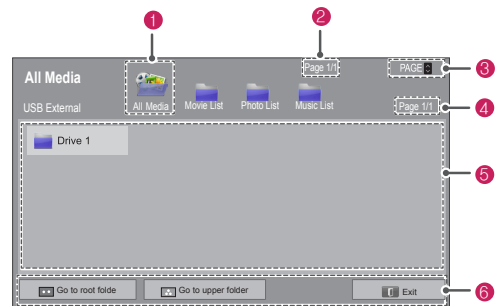 1
2
3
4
5
6
All Media
USB External
All Media
Movie List
Photo List
Music List
Page 1/1
PAGE
Page 1/1
Drive 1
Go to root folde
Go to upper folder
Exit